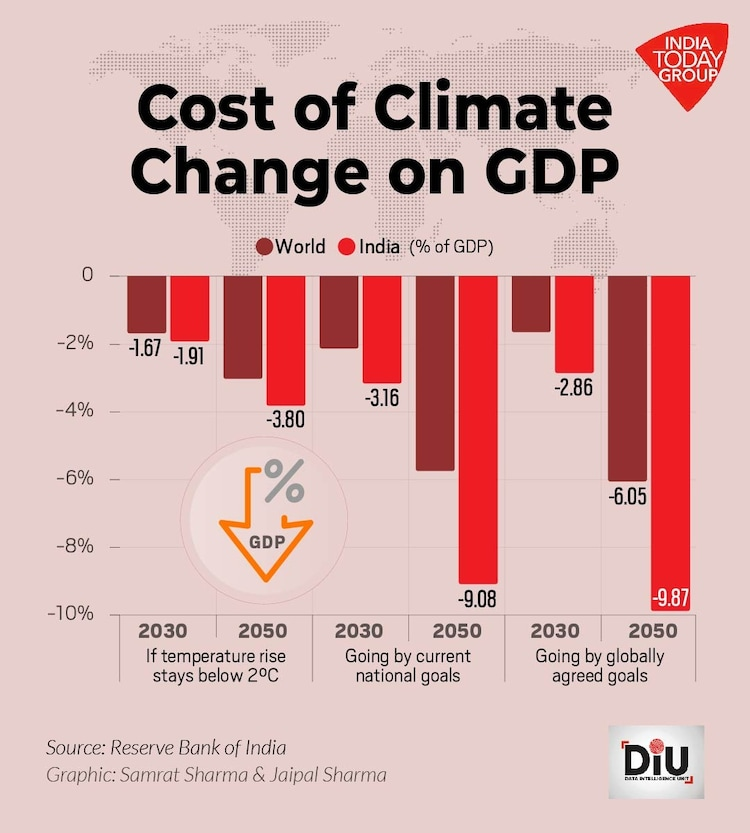 INDIA
TODAY
GROUP
Cost of Climate
Change on GDP
World India (% of GDP)
0
-2%
-4%
-6%
-8%
-10%
-1.67
-1.91
-3.80
-3.16
-9.08
-2.86
-6.05
-9.87
%
GDP
2030 2050 2030 2050 2030 2050
If temperature rise
stays below 2ºC
Going by current
national goals
Going by globally
agreed goals
Source: Reserve Bank of India
Graphic: Samrat Sharma & Jaipal Sharma
DiU
DATA INTELLIGENCE UNIT